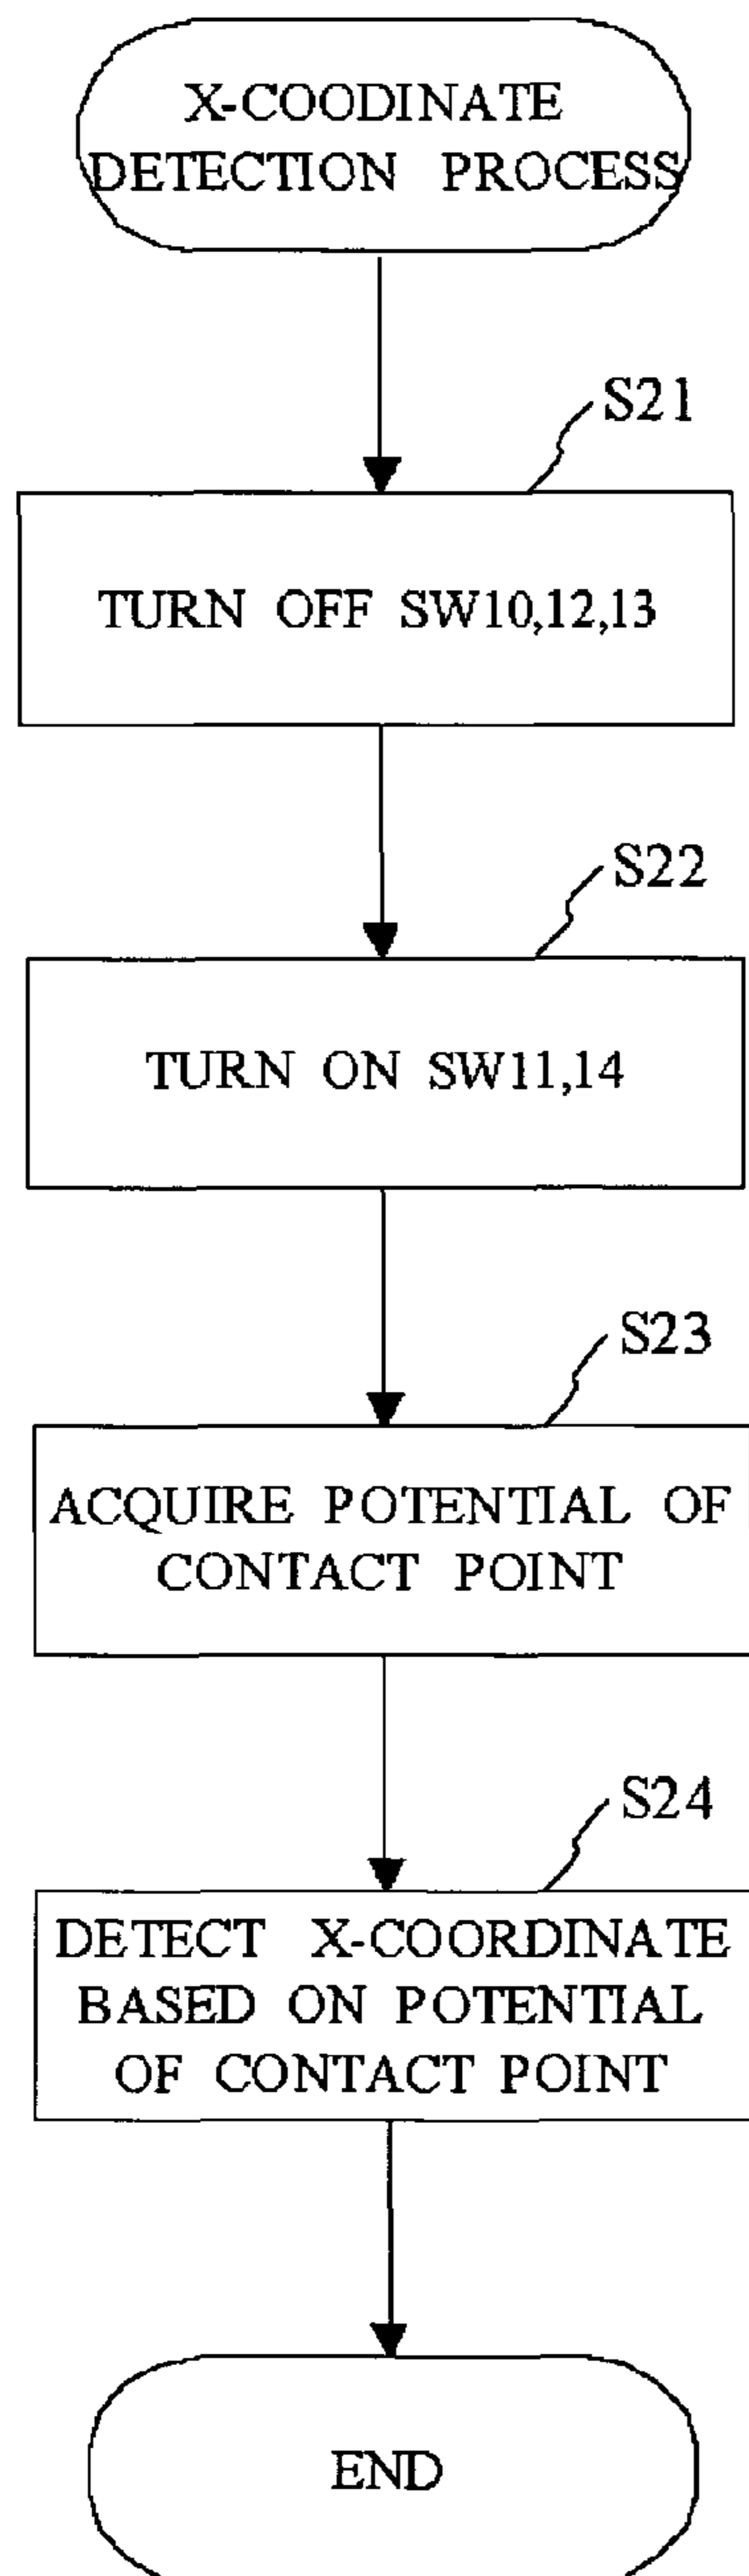 X-COODINATE
DETECTION PROCESS
S21
TURN OFF SW10,12,13
S22
TURN ON SW11,14
S23
ACQUIRE POTENTIAL OF
CONTACT POINT
S24
DETECT X-COORDINATE
BASED ON POTENTIAL
OF CONTACT POINT
END